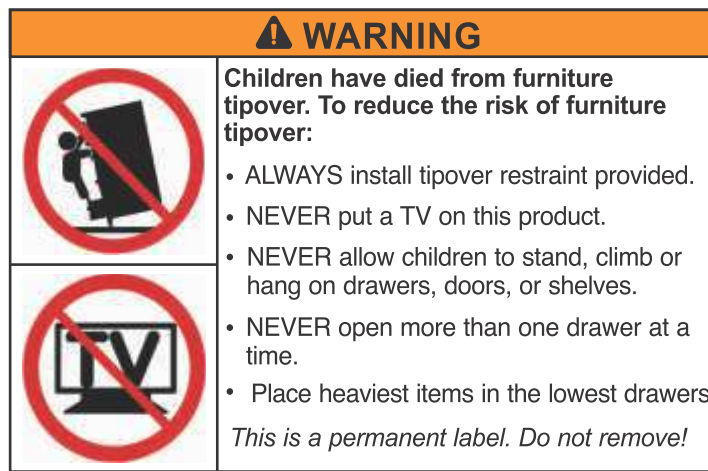 WARNING
Children have died from furniture
tipover. To reduce the risk of furniture
tipover:
• ALWAYS install tipover restraint provided.
• NEVER put a TV on this product.
• NEVER allow children to stand, climb or
hang on drawers, doors, or shelves.
• NEVER open more than one drawer at a
time.
• Place heaviest items in the lowest drawers
This is a permanent label. Do not remove!
TV